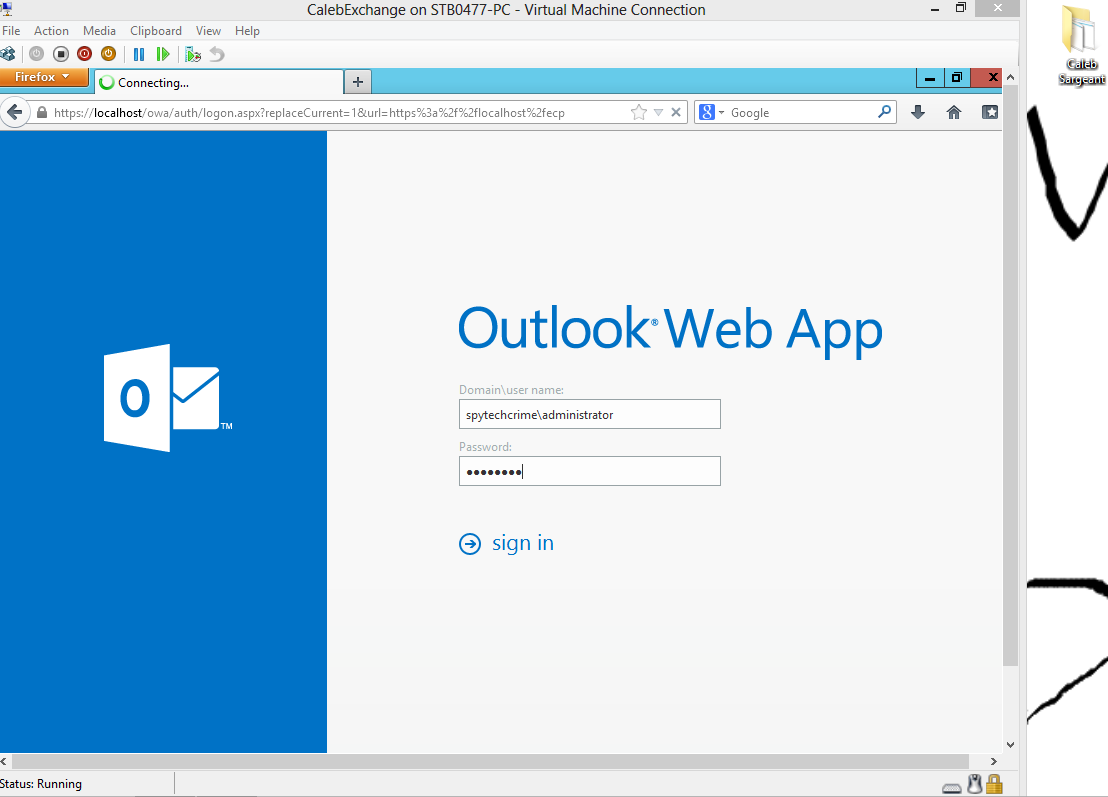 CalebExchange on STB0477-PC - Virtual Machine Connection
File Action Media Clipboard View Help
Firefox
Connecting...
https://localhost/owa/auth/logon.aspx?replaceCurrent=1&url=https%3a%2f%2flocalhost%2fecp
Google
Caleb
Sargeant
Outlook® Web App
Domain\user name:
spytechcrime\administrator
Password:
••••••••
sign in
TM
Status: Running